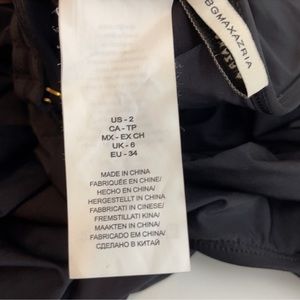 BGMAXAZRIA
US - 2
CA - TP
MX - EX CH
UK - 6
EU - 34
MADE IN CHINA
FABRIQUÉE EN CHINE/
HECHO EN CHINA/
HERGESTELLT IN CHINA/
FABBRICATI IN CINESE/
FREMSTILLATI KINA/
MAAKTEN IN CHINA/
FABRICADO EM CHINA/
СДЕЛАНО В КИТАЙ